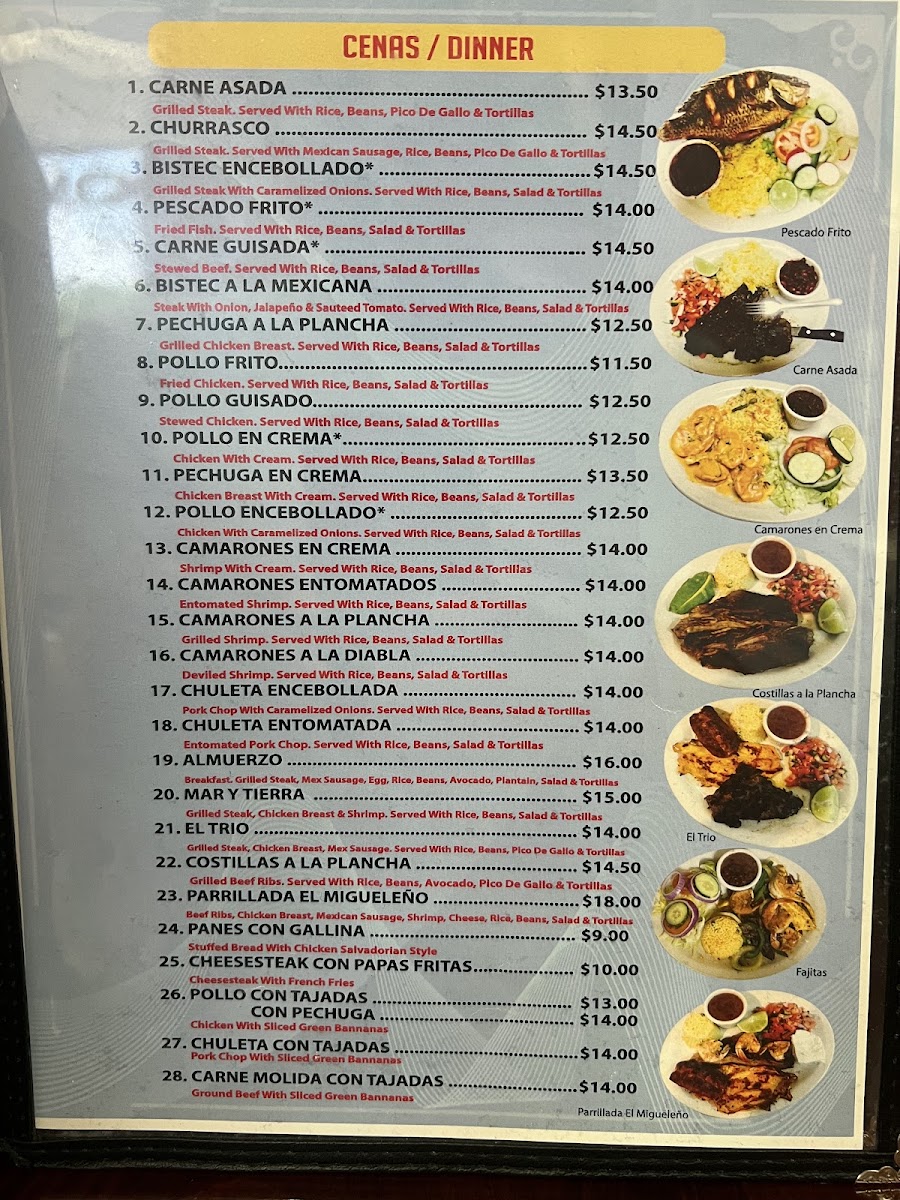 CENAS / DINNER
1. CARNE ASADA ........ $13.50
Grilled Steak. Served With Rice, Beans, Pico De Gallo & Tortillas
2. CHURRASCO ........ $14.50
Grilled Steak. Served With Mexican Sausage, Rice, Beans, Pico De Gallo & Tortillas
3. BISTEC ENCEBOLLADO* ........ $14.50
Grilled Steak With Caramelized Onions. Served With Rice, Beans, Salad & Tortillas
4. PESCADO FRITO* ........ $14.00
Fried Fish. Served With Rice, Beans, Salad & Tortillas
Pescado Frito
5. CARNE GUISADA* ........ $14.50
Stewed Beef. Served With Rice, Beans, Salad & Tortillas
6. BISTEC A LA MEXICANA ........ $14.00
Steak With Onion, Jalapeño & Sauteed Tomato. Served With Rice, Beans, Salad & Tortillas
7. PECHUGA A LA PLANCHA ........ $12.50
Grilled Chicken Breast. Served With Rice, Beans, Salad & Tortillas
8. POLLO FRITO........ $11.50
Carne Asada
Fried Chicken. Served With Rice, Beans, Salad & Tortillas
9. POLLO GUISADO........ $12.50
Stewed Chicken. Served With Rice, Beans, Salad & Tortillas
10. POLLO EN CREMA*........ $12.50
Chicken With Cream. Served With Rice, Beans, Salad & Tortillas
11. PECHUGA EN CREMA........ $13.50
Chicken Breast With Cream. Served With Rice, Beans, Salad & Tortillas
12. POLLO ENCEBOLLADO* ........ $12.50
Chicken With Caramelized Onions. Served With Rice, Beans, Salad & Tortillas
Camarones en Crema
13. CAMARONES EN CREMA ........ $14.00
Shrimp With Cream. Served With Rice, Beans, Salad & Tortillas
14. CAMARONES ENTOMATADOS ........ $14.00
Entomated Shrimp. Served With Rice, Beans, Salad & Tortillas
15. CAMARONES A LA PLANCHA ........ $14.00
Grilled Shrimp. Served With Rice, Beans, Salad & Tortillas
16. CAMARONES A LA DIABLA ........ $14.00
Deviled Shrimp. Served With Rice, Beans, Salad & Tortillas
17. CHULETA ENCEBOLLADA ........ $14.00
Costillas a la Plancha
Pork Chop With Caramelized Onions. Served With Rice, Beans, Salad & Tortillas
18. CHULETA ENTOMATADA ........ $14.00
Entomated Pork Chop. Served With Rice, Beans, Salad & Tortillas
19. ALMUERZO ........ $16.00
Breakfast. Grilled Steak, Mex Sausage, Egg, Rice, Beans, Avocado, Plantain, Salad & Tortillas
20. MAR Y TIERRA ........ $15.00
Grilled Steak, Chicken Breast & Shrimp. Served With Rice, Beans, Salad & Tortillas
21. EL TRIO ........ $14.00
El Trio
Grilled Steak, Chicken Breast, Mex Sausage. Served With Rice, Beans, Pico De Gallo & Tortillas
22. COSTILLAS A LA PLANCHA ........ $14.50
Grilled Beef Ribs. Served With Rice, Beans, Avocado, Pico De Gallo & Tortillas
23. PARRILLADA EL MIGUELEÑO ........ $18.00
Beef Ribs, Chicken Breast, Mexican Sausage, Shrimp, Cheese, Rice, Beans, Salad & Tortillas
24. PANES CON GALLINA ........ $9.00
Stuffed Bread With Chicken Salvadorian Style
25. CHEESESTEAK CON PAPAS FRITAS........ $10.00
Fajitas
Cheesesteak With French Fries
26. POLLO CON TAJADAS ........ $13.00
CON PECHUGA ........ $14.00
Chicken With Sliced Green Bannanas
27. CHULETA CON TAJADAS ........ $14.00
Pork Chop With Sliced Green Bannanas
28. CARNE MOLIDA CON TAJADAS ........ $14.00
Ground Beef With Sliced Green Bannanas
Parrillada El Migueleño